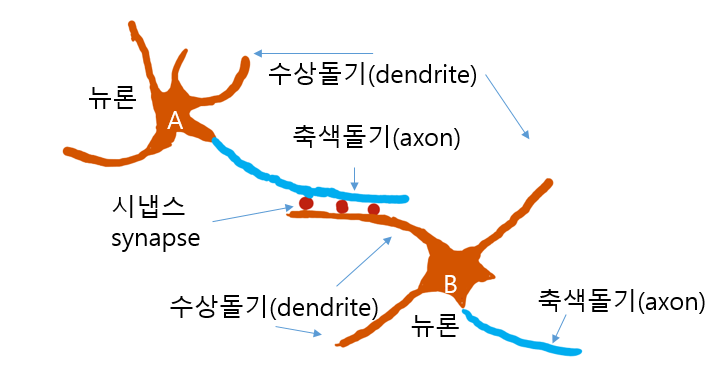 수상돌기(dendrite)
뉴론
A
축색돌기(axon)
시냅스
synapse
B
수상돌기(dendrite)
축색돌기(axon)
뉴론